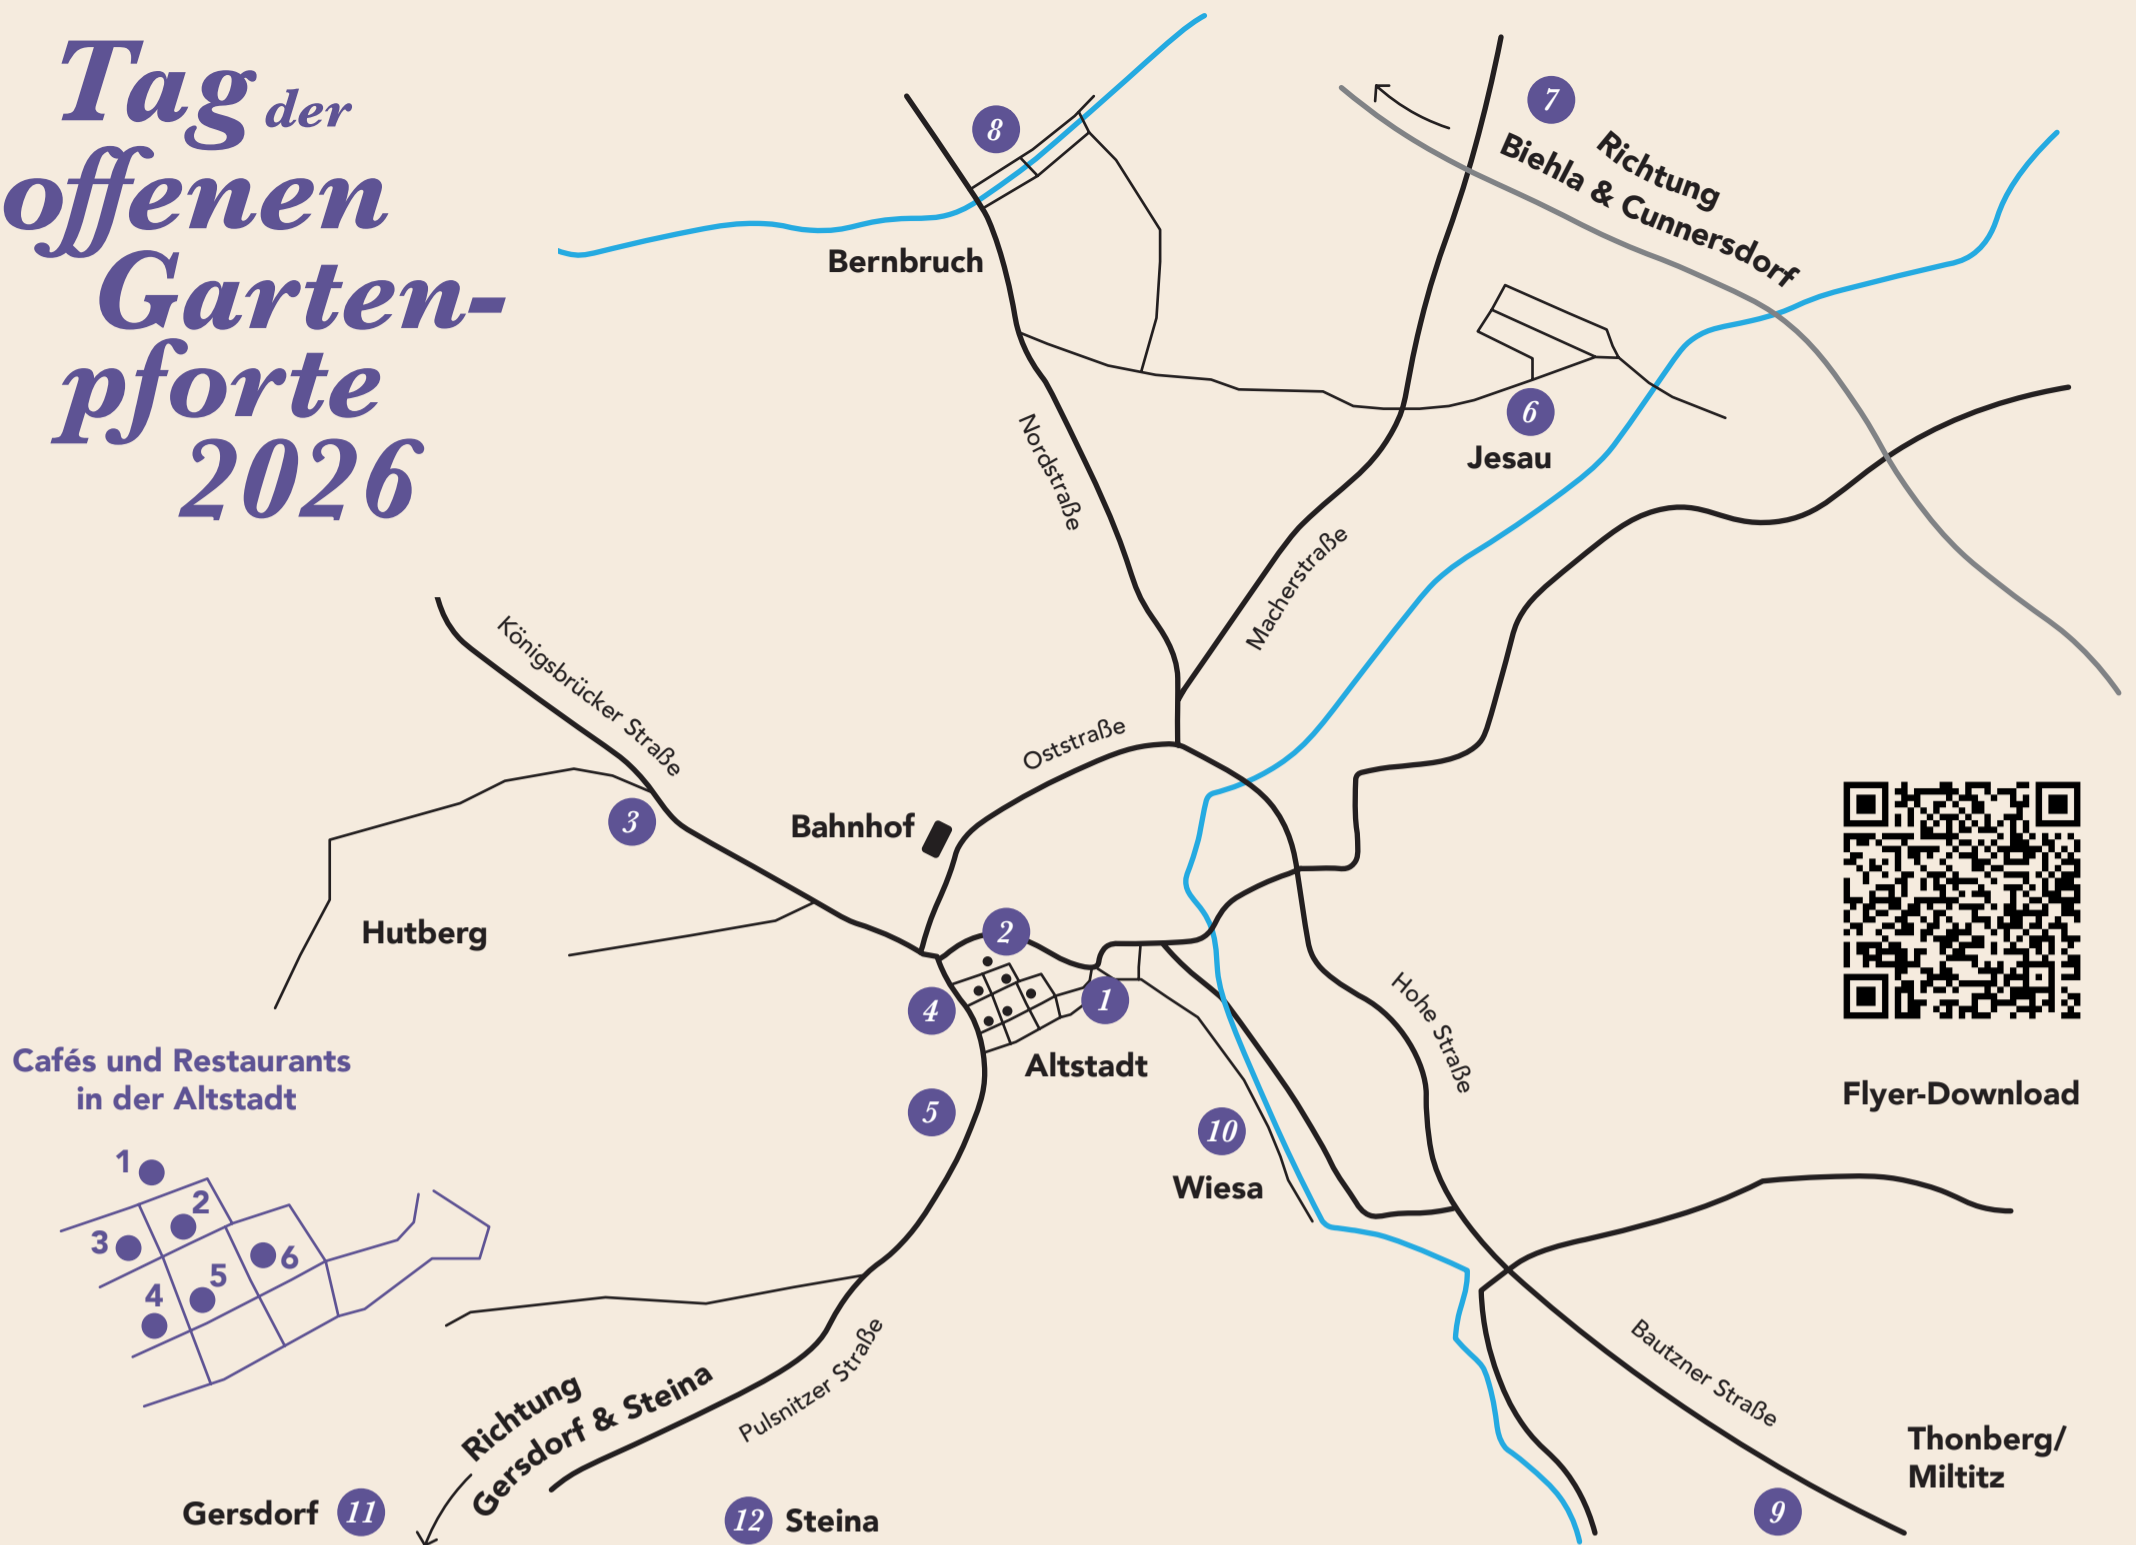 Tag der
offenen
Garten-
pforte
2026
8
7
Richtung
Biehla & Cunnersdorf
Bernbruch
6
Jesau
Nordstraße
Macherstraße
Königsbrücker Straße
Oststraße
3
Bahnhof
Hutberg
2
4
1
Altstadt
Hohe Straße
5
10
Wiesa
Flyer-Download
Cafés und Restaurants
in der Altstadt
1
2
3
6
5
4
Richtung
Gersdorf & Steina
Pulsnitzer Straße
Bautzner Straße
Thonberg/
Miltitz
9
Gersdorf 11
12 Steina